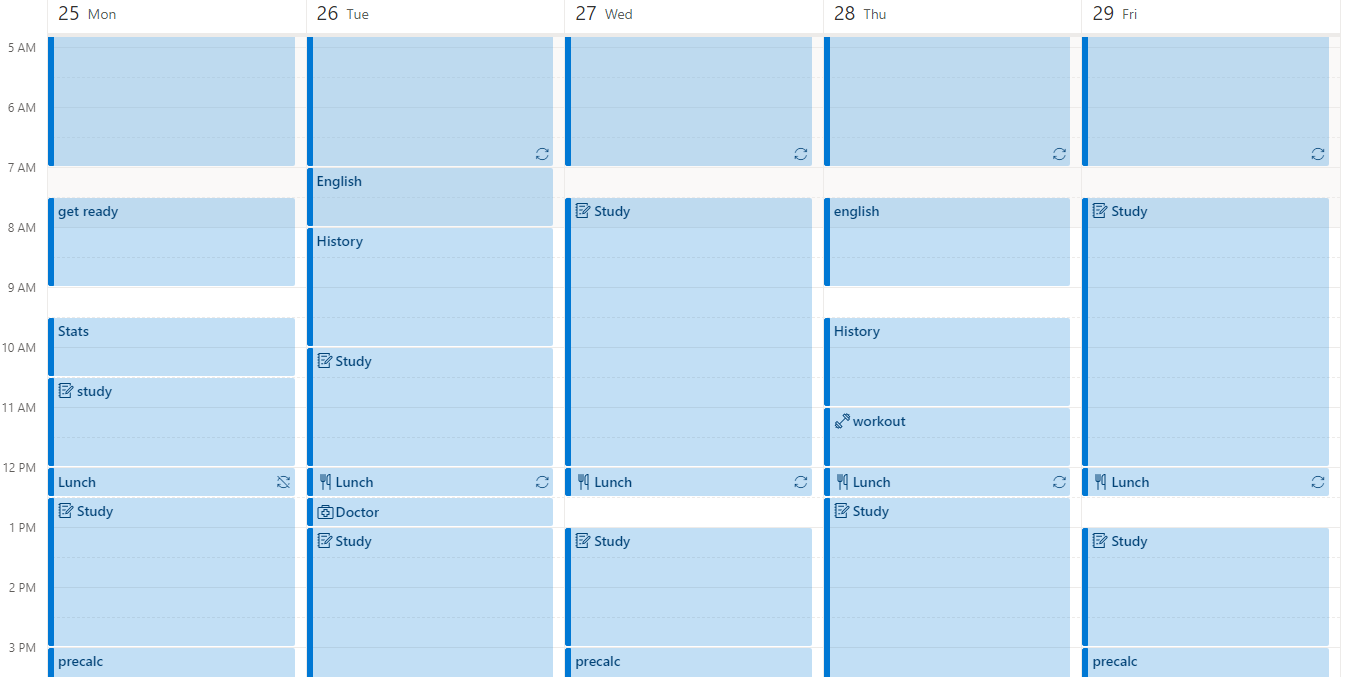 25 Mon
26 Tue
27 Wed
28 Thu
29 Fri
5 AM
6 AM
7 AM
English
get ready
Study
english
Study
8 AM
History
9 AM
Stats
History
10 AM
Study
study
11 AM
workout
12 PM
Lunch
Lunch
Lunch
Lunch
Lunch
Study
Doctor
Study
1 PM
Study
Study
Study
2 PM
3 PM
precalc
precalc
precalc